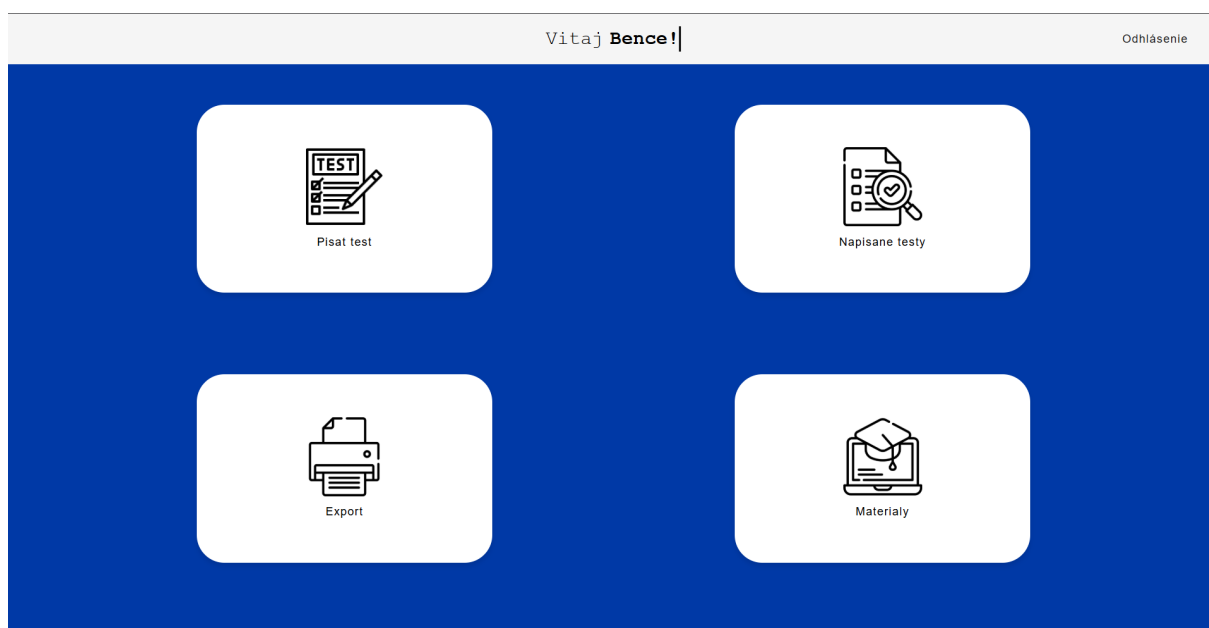 Vitaj Bence!
Odhlásenie
TEST
Pisat test
Napisane testy
Export
Materialy